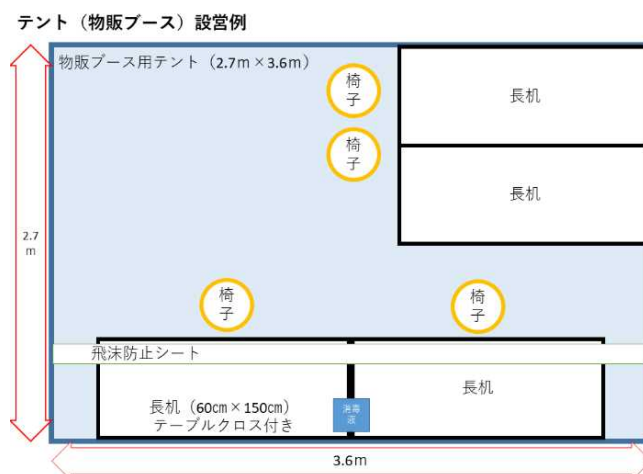 テント（物販ブース）設営例
物販ブース用テント（2.7m×3.6m）
椅
子
長机
椅
子
長机
2.7
m
椅
子
椅
子
飛沫防止シート
長机（60㎝×150㎝）
テーブルクロス付き
消毒
液
長机
3.6m